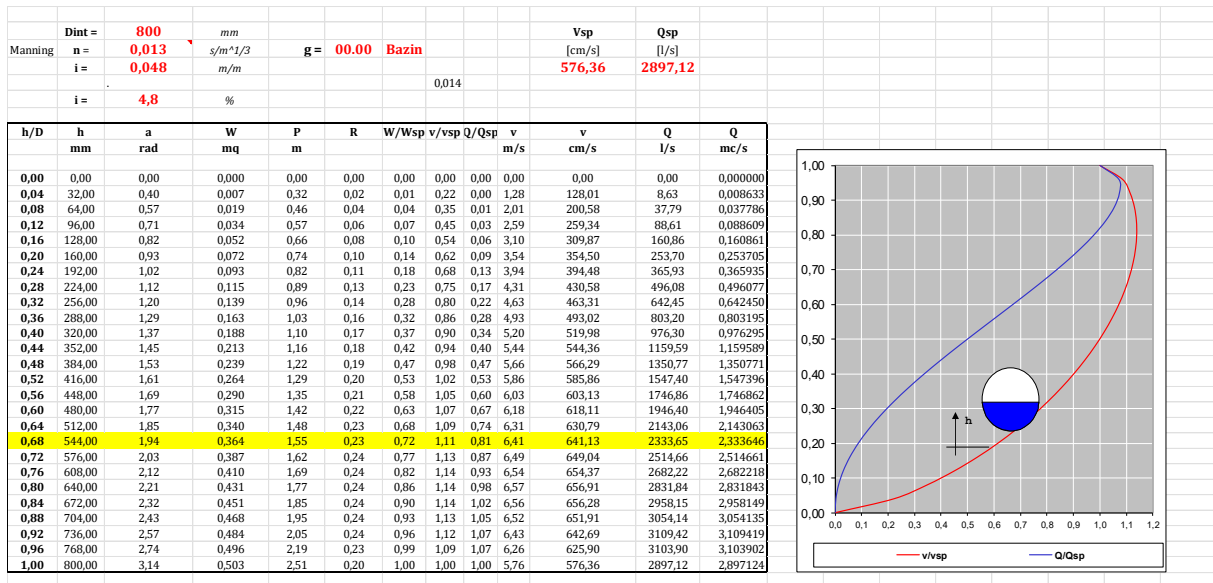 Dint = 800 mm Vsp Qsp
Manning n = 0,013 s/m^1/3 g = 00.00 Bazin [cm/s] [l/s]
i = 0,048 m/m 576,36 2897,12
. 0,014
i = 4,8 %
h/D h a W P R W/Wsp v/vsp Q/Qsp v v Q Q
mm rad mq m m/s cm/s l/s mc/s
0,00 0,00 0,00 0,000 0,00 0,00 0,00 0,00 0,00 0,00 0,00 0,00 0,000000
0,04 32,00 0,40 0,007 0,32 0,02 0,01 0,22 0,00 1,28 128,01 8,63 0,008633
0,08 64,00 0,57 0,019 0,46 0,04 0,04 0,35 0,01 2,01 200,58 37,79 0,037786
0,12 96,00 0,71 0,034 0,57 0,06 0,07 0,45 0,03 2,59 259,34 88,61 0,088609
0,16 128,00 0,82 0,052 0,66 0,08 0,10 0,54 0,06 3,10 309,87 160,86 0,160861
0,20 160,00 0,93 0,072 0,74 0,10 0,14 0,62 0,09 3,54 354,50 253,70 0,253705
0,24 192,00 1,02 0,093 0,82 0,11 0,18 0,68 0,13 3,94 394,48 365,93 0,365935
0,28 224,00 1,12 0,115 0,89 0,13 0,23 0,75 0,17 4,31 430,58 496,08 0,496077
0,32 256,00 1,20 0,139 0,96 0,14 0,28 0,80 0,22 4,63 463,31 642,45 0,642450
0,36 288,00 1,29 0,163 1,03 0,16 0,32 0,86 0,28 4,93 493,02 803,20 0,803195
0,40 320,00 1,37 0,188 1,10 0,17 0,37 0,90 0,34 5,20 519,98 976,30 0,976295
0,44 352,00 1,45 0,213 1,16 0,18 0,42 0,94 0,40 5,44 544,36 1159,59 1,159589
0,48 384,00 1,53 0,239 1,22 0,19 0,47 0,98 0,47 5,66 566,29 1350,77 1,350771
0,52 416,00 1,61 0,264 1,29 0,20 0,53 1,02 0,53 5,86 585,86 1547,40 1,547396
0,56 448,00 1,69 0,290 1,35 0,21 0,58 1,05 0,60 6,03 603,13 1746,86 1,746862
0,60 480,00 1,77 0,315 1,42 0,22 0,63 1,07 0,67 6,18 618,11 1946,40 1,946405
0,64 512,00 1,85 0,340 1,48 0,23 0,68 1,09 0,74 6,31 630,79 2143,06 2,143063
0,68 544,00 1,94 0,364 1,55 0,23 0,72 1,11 0,81 6,41 641,13 2333,65 2,333646
0,72 576,00 2,03 0,387 1,62 0,24 0,77 1,13 0,87 6,49 649,04 2514,66 2,514661
0,76 608,00 2,12 0,410 1,69 0,24 0,82 1,14 0,93 6,54 654,37 2682,22 2,682218
0,80 640,00 2,21 0,431 1,77 0,24 0,86 1,14 0,98 6,57 656,91 2831,84 2,831843
0,84 672,00 2,32 0,451 1,85 0,24 0,90 1,14 1,02 6,56 656,28 2958,15 2,958149
0,88 704,00 2,43 0,468 1,95 0,24 0,93 1,13 1,05 6,52 651,91 3054,14 3,054135
0,92 736,00 2,57 0,484 2,05 0,24 0,96 1,12 1,07 6,43 642,69 3109,42 3,109419
0,96 768,00 2,74 0,496 2,19 0,23 0,99 1,09 1,07 6,26 625,90 3103,90 3,103902
1,00 800,00 3,14 0,503 2,51 0,20 1,00 1,00 1,00 5,76 576,36 2897,12 2,897124
1,00
0,90
0,80
0,70
0,60
0,50
0,40
0,30
h
0,20
0,10
0,00
0,0 0,1 0,2 0,3 0,4 0,5 0,6 0,7 0,8 0,9 1,0 1,1 1,2
v/vsp Q/Qsp